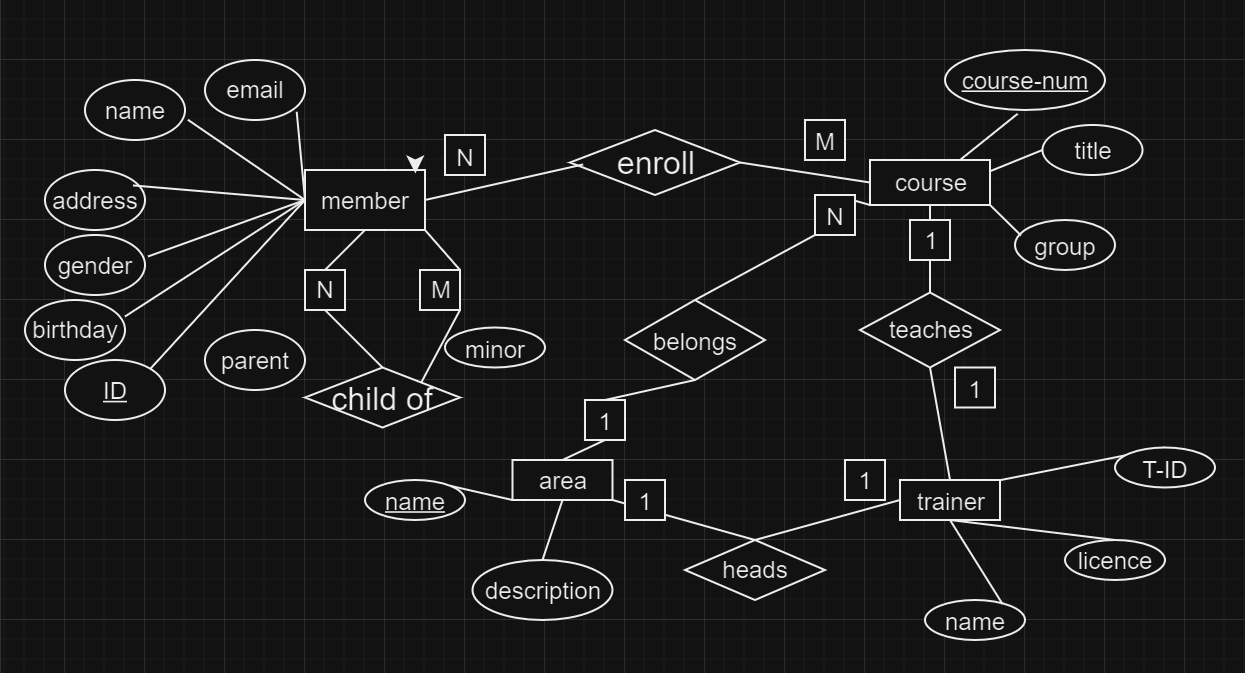 course-num
email
name
M
title
N
enroll
course
address
member
N
1
group
gender
N
M
birthday
teaches
belongs
minor
parent
ID
1
child of
1
T-ID
area
1
name
1
trainer
licence
heads
description
name